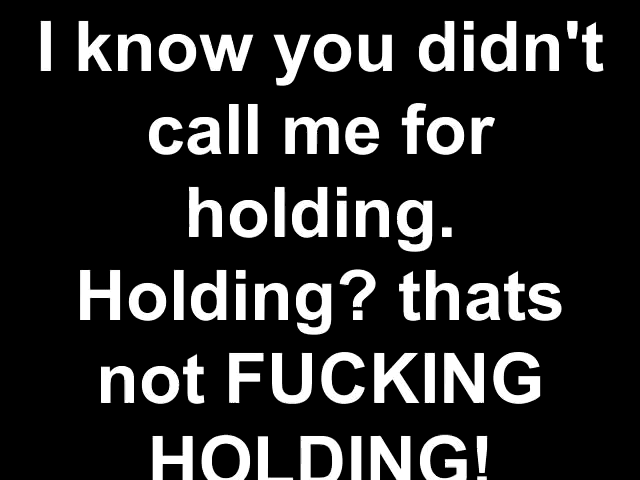 I know you didn't
call me for
holding.
Holding? thats
not FUCKING
HOLDING!